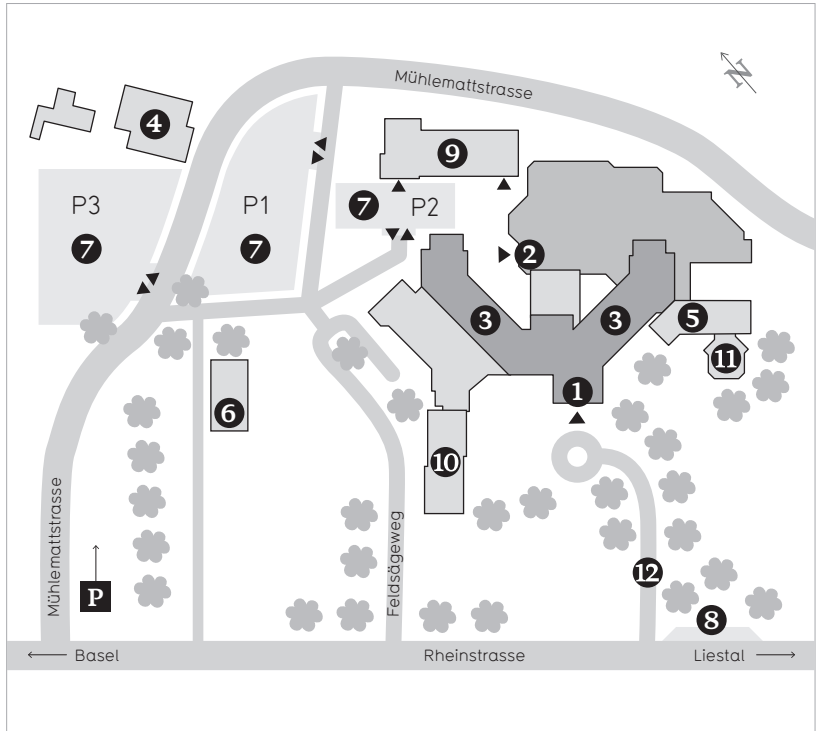 Mühlemattstrasse
N
4
9
P3
P1
7
P2
7
7
2
3
3
5
11
1
6
10
Mühlemattstrasse
Feldsägeweg
P
12
8
Basel
Rheinstrasse
Liestal